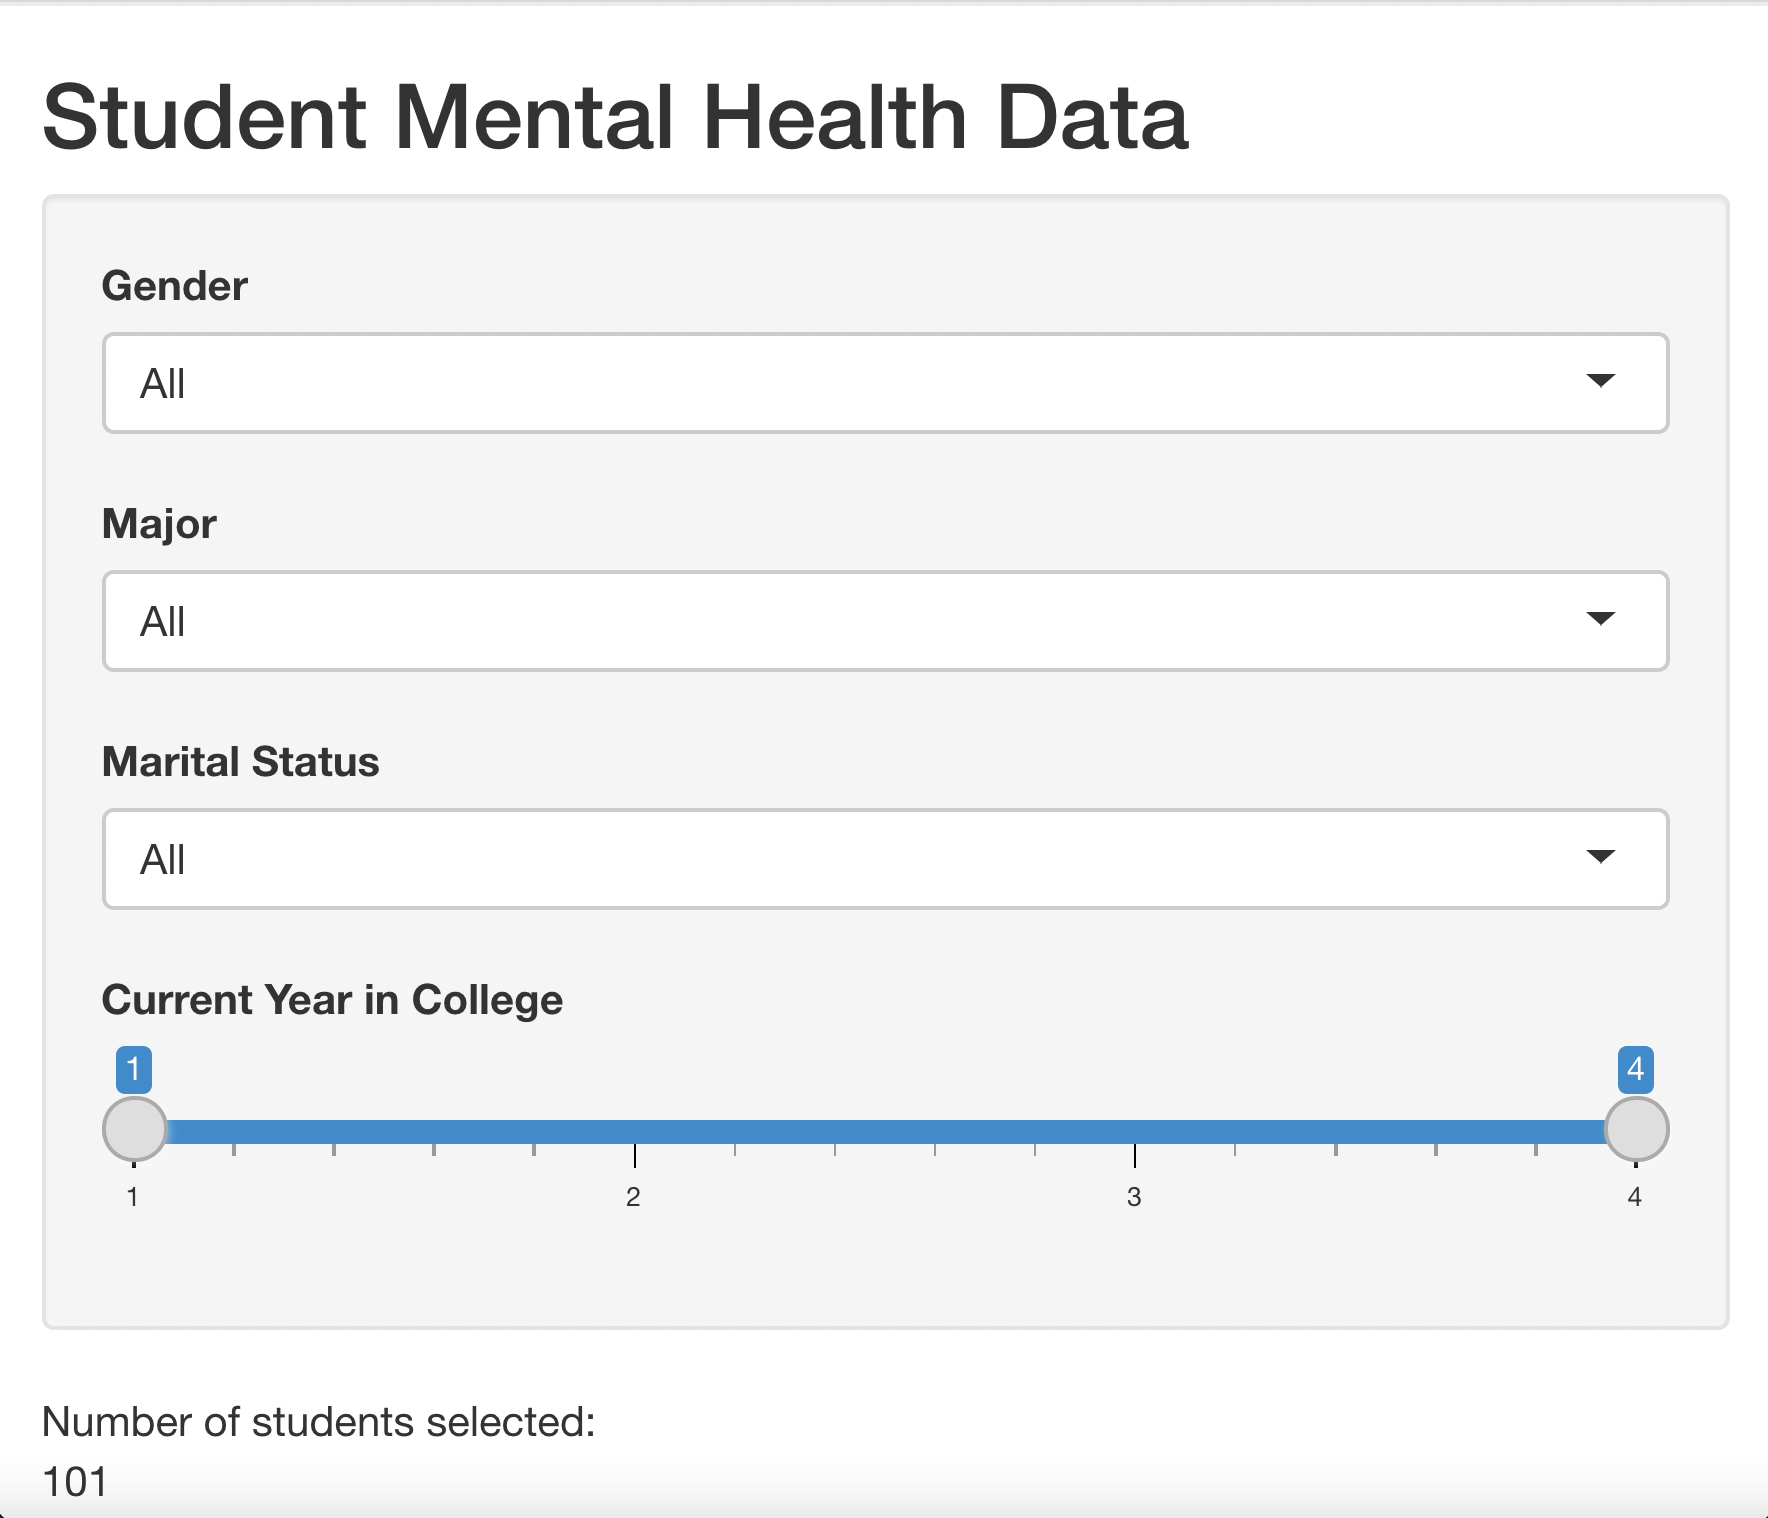 Student Mental Health Data
Gender
All
Major
All
Marital Status
All
Current Year in College
1 4
1 2 3 4
Number of students selected:
101